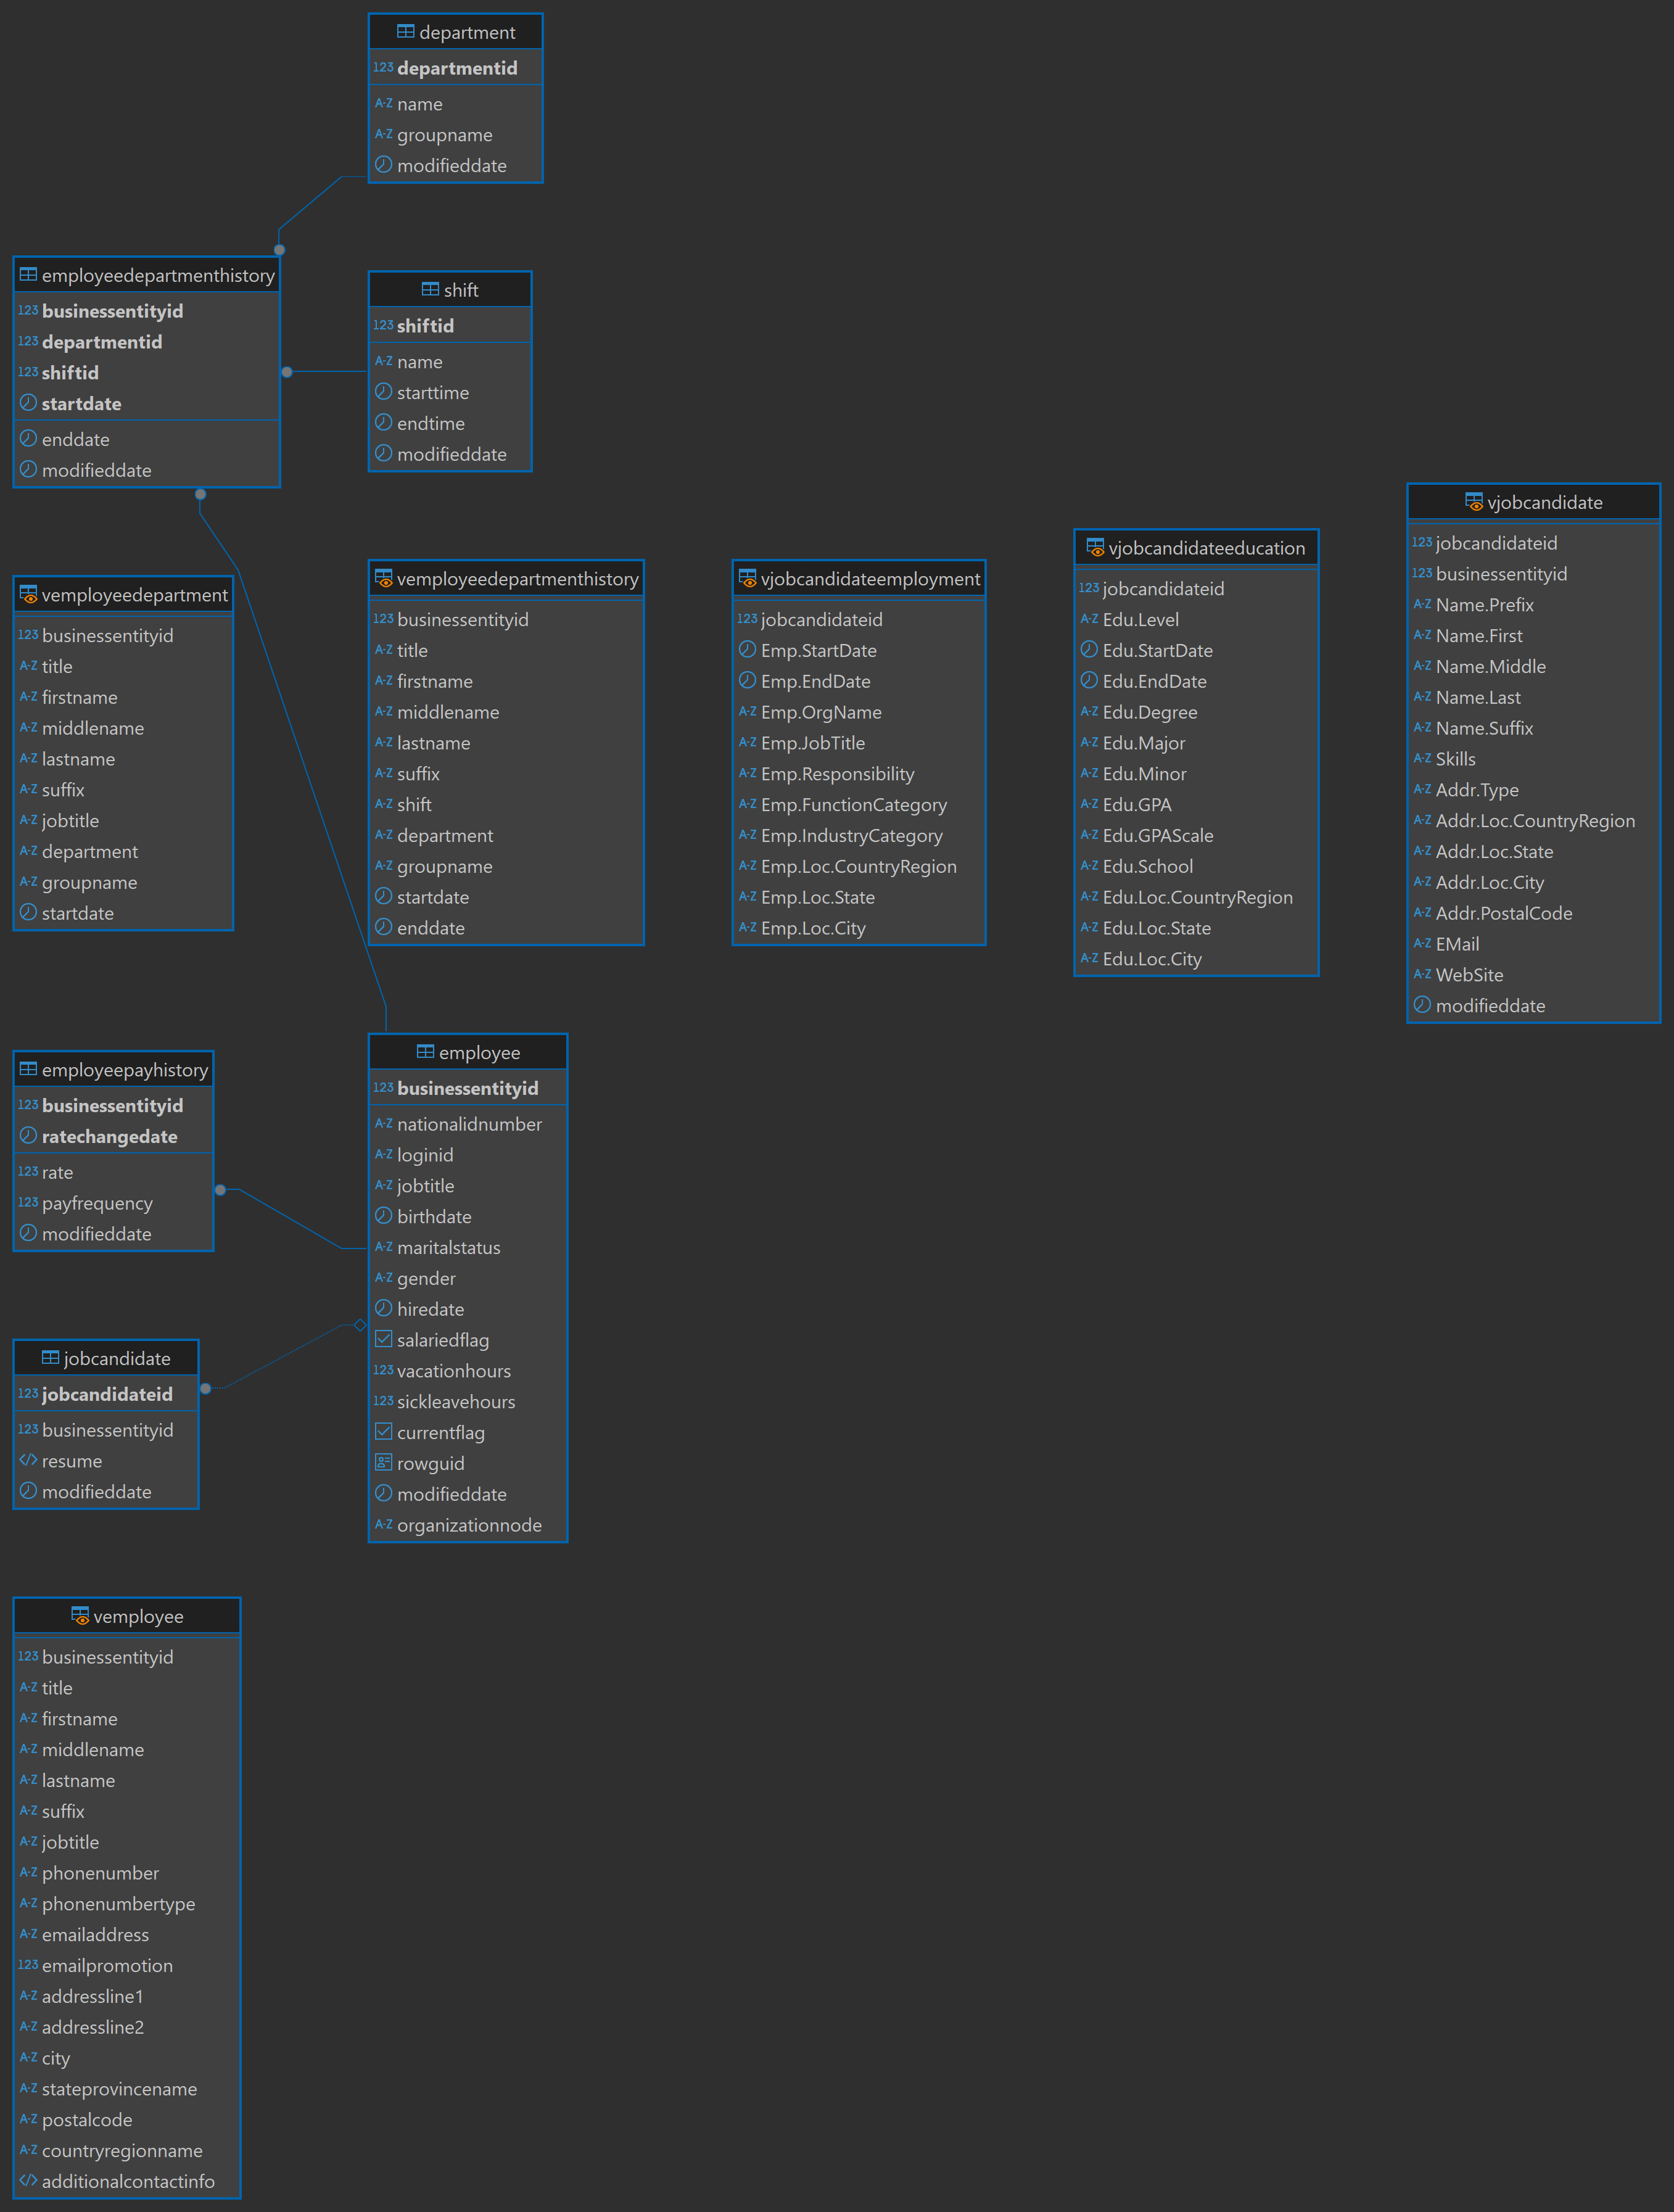 department
123 departmentid
A-Z name
A-Z groupname
modifieddate
employeedepartmenthistory
123 businessentityid
123 departmentid
123 shiftid
startdate
enddate
modifieddate
shift
123 shiftid
A-Z name
starttime
endtime
modifieddate
vemployeedepartment
123 businessentityid
A-Z title
A-Z firstname
A-Z middlename
A-Z lastname
A-Z suffix
A-Z jobtitle
A-Z department
A-Z groupname
startdate
vemployeedepartmenthistory
123 businessentityid
A-Z title
A-Z firstname
A-Z middlename
A-Z lastname
A-Z suffix
A-Z shift
A-Z department
A-Z groupname
startdate
enddate
vjobcandidateemployment
123 jobcandidateid
Emp.StartDate
Emp.EndDate
A-Z Emp.OrgName
A-Z Emp.JobTitle
A-Z Emp.Responsibility
A-Z Emp.FunctionCategory
A-Z Emp.IndustryCategory
A-Z Emp.Loc.CountryRegion
A-Z Emp.Loc.State
A-Z Emp.Loc.City
vjobcandidateeducation
123 jobcandidateid
A-Z Edu.Level
Edu.StartDate
Edu.EndDate
A-Z Edu.Degree
A-Z Edu.Major
A-Z Edu.Minor
A-Z Edu.GPA
A-Z Edu.GPAScale
A-Z Edu.School
A-Z Edu.Loc.CountryRegion
A-Z Edu.Loc.State
A-Z Edu.Loc.City
vjobcandidate
123 jobcandidateid
123 businessentityid
A-Z Name.Prefix
A-Z Name.First
A-Z Name.Middle
A-Z Name.Last
A-Z Name.Suffix
A-Z Skills
A-Z Addr.Type
A-Z Addr.Loc.CountryRegion
A-Z Addr.Loc.State
A-Z Addr.Loc.City
A-Z Addr.PostalCode
A-Z EMail
A-Z WebSite
modifieddate
employeepayhistory
123 businessentityid
ratechangedate
123 rate
123 payfrequency
modifieddate
employee
123 businessentityid
A-Z nationalidnumber
A-Z loginid
A-Z jobtitle
birthdate
A-Z maritalstatus
A-Z gender
hiredate
salariedflag
123 vacationhours
123 sickleavehours
currentflag
rowguid
modifieddate
A-Z organizationnode
jobcandidate
123 jobcandidateid
123 businessentityid
</> resume
modifieddate
vemployee
123 businessentityid
A-Z title
A-Z firstname
A-Z middlename
A-Z lastname
A-Z suffix
A-Z jobtitle
A-Z phonenumber
A-Z phonenumbertype
A-Z emailaddress
123 emailpromotion
A-Z addressline1
A-Z addressline2
A-Z city
A-Z stateprovincename
A-Z postalcode
A-Z countryregionname
</> additionalcontactinfo